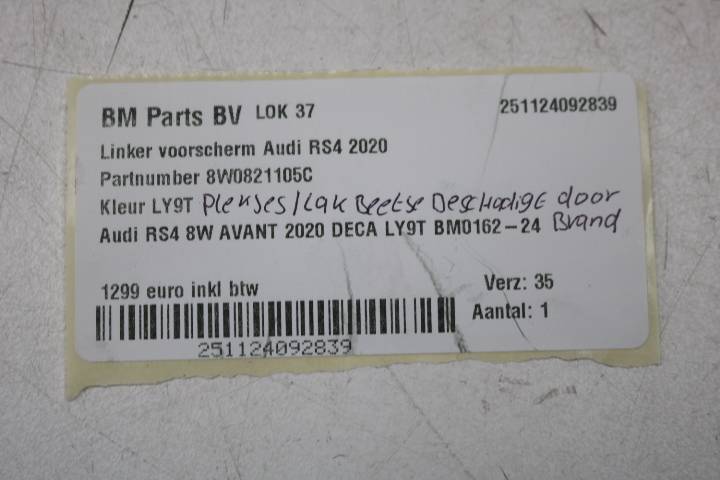 BM Parts BV LOK 37 251124092839
Linker voorscherm Audi RS4 2020
Partnumber 8W0821105C
Kleur LY9T Plekjes/Lak Beetje Beschadigt door
Audi RS4 8W AVANT 2020 DECA LY9T BM0162-24 Brand
1299 euro inkl btw Verz: 35
Aantal: 1
251124092839